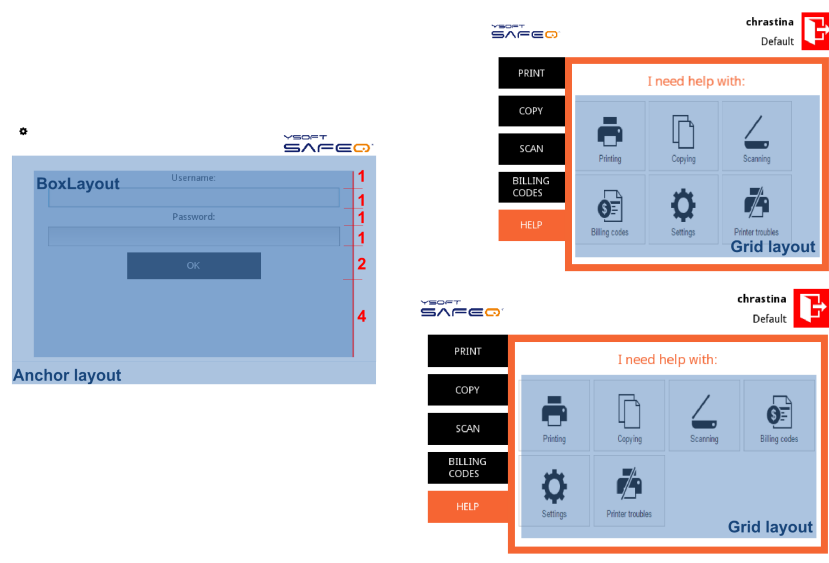 YSOFT
SAFEQ
BoxLayout
Username:
1
1
Password:
1
1
OK
2
4
Anchor layout
YSOFT
SAFEQ
chrastina
Default
PRINT
COPY
SCAN
BILLING
CODES
HELP
I need help with:
Printing
Copying
Scanning
Billing codes
Settings
Printer troubles
Grid layout
YSOFT
SAFEQ
chrastina
Default
PRINT
COPY
SCAN
BILLING
CODES
HELP
I need help with:
Printing
Copying
Scanning
Billing codes
Settings
Printer troubles
Grid layout